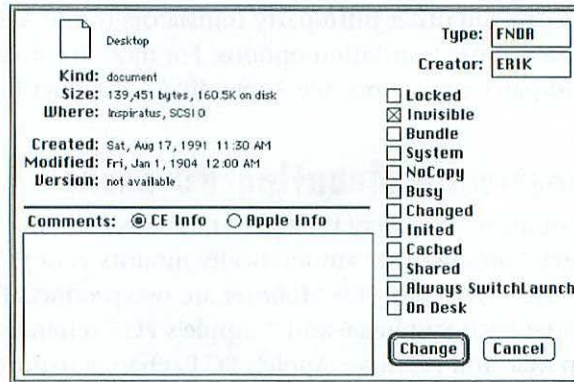 Desktop
Kind: document
Size: 139,451 bytes, 160.5K on disk
Where: Inspiratus, SCSI 0
Created: Sat, Aug 17, 1991 11:30 AM
Modified: Fri, Jan 1, 1904 12:00 AM
Version: not available
Comments: CE Info Apple Info
Type: FNDR
Creator: ERIK
Locked
Invisible
Bundle
System
NoCopy
Busy
Changed
Inited
Cached
Shared
Always SwitchLaunch
On Desk
Change Cancel